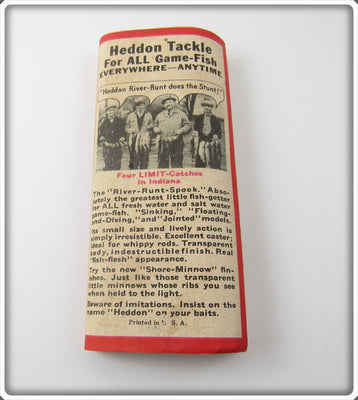 Heddon Tackle
For ALL Game-Fish
EVERYWHERE—ANYTIME
"Heddon River-Runt does the Stunt!"
Four LIMIT-Catches
in Indiana
The "River-Runt-Spook." Abso-
lutely the greatest little fish-getter
for ALL fresh water and salt water
game-fish. "Sinking," "Floating-
and-Diving," and "Jointed" models.
Its small size and lively action is
simply irresistible. Excellent caster;
ideal for whippy rods. Transparent
body, indestructible finish. Real
"fish-flesh" appearance.
Try the new "Shore-Minnow" fin-
ishes. Just like those transparent
little minnows whose ribs you see
when held to the light.
Beware of imitations. Insist on the
name "Heddon" on your baits.
Printed in U. S. A.